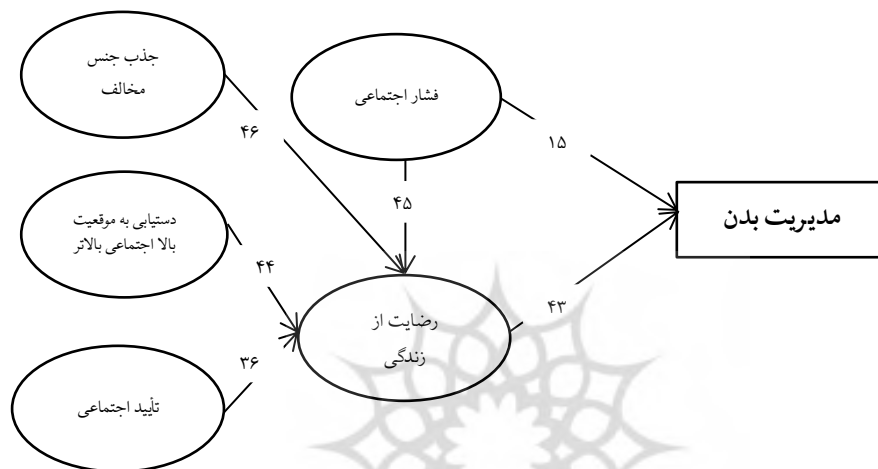 جذب جنس
مخالف
فشار اجتماعی
۴۶
۱۵
۴۵
دستیابی به موقعیت
بالا اجتماعی بالاتر
مدیریت بدن
۴۴
رضایت از
زندگی
۴۳
۳۶
تأیید اجتماعی